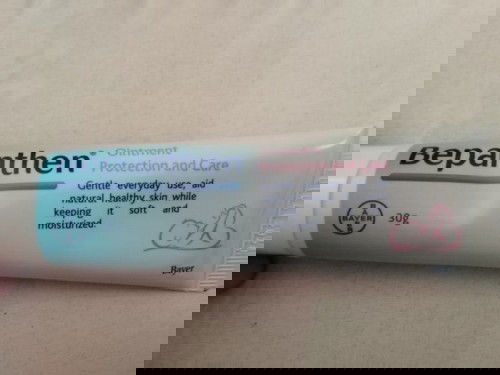 Bepanthen®
Ointment
Protection and Care
Gentle everyday use, aid
natural healthy skin while
keeping it soft and
moisturized.
BAYER
BAYER
30g
Bayer